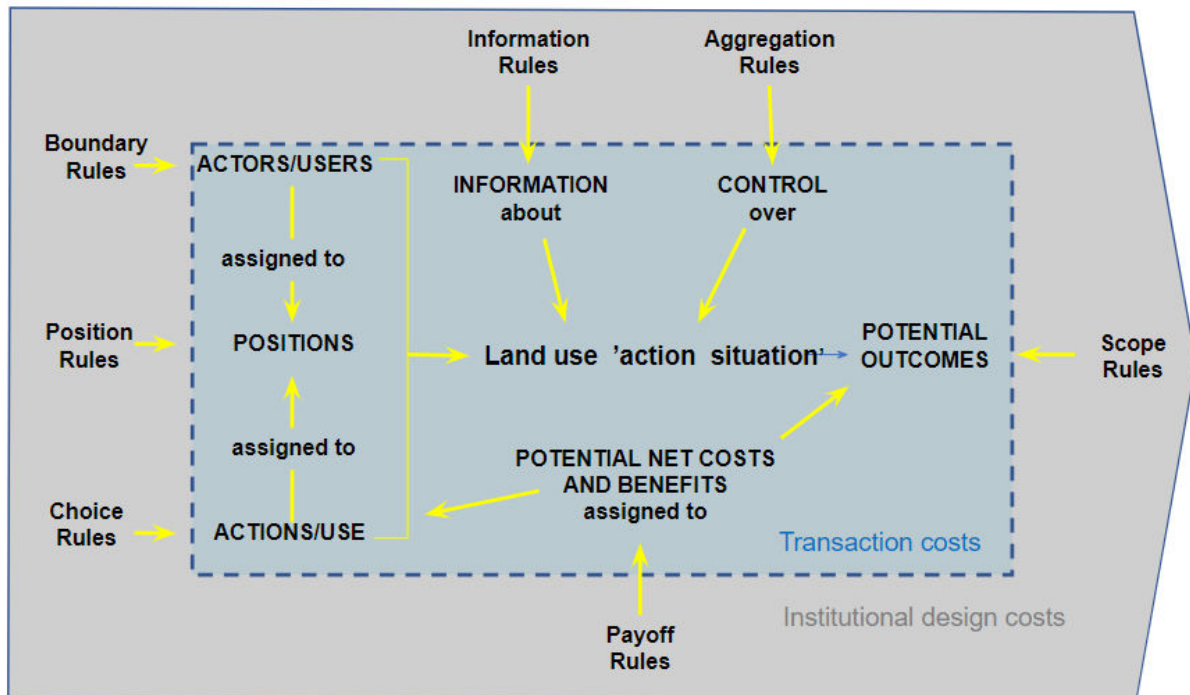 Information
Rules
Aggregation
Rules
Boundary
Rules
ACTORS/USERS
INFORMATION
about
CONTROL
over
assigned to
Position
Rules
POSITIONS
Land use ’action situation’
POTENTIAL
OUTCOMES
Scope
Rules
assigned to
POTENTIAL NET COSTS
AND BENEFITS
assigned to
Choice
Rules
ACTIONS/USE
Transaction costs
Institutional design costs
Payoff
Rules